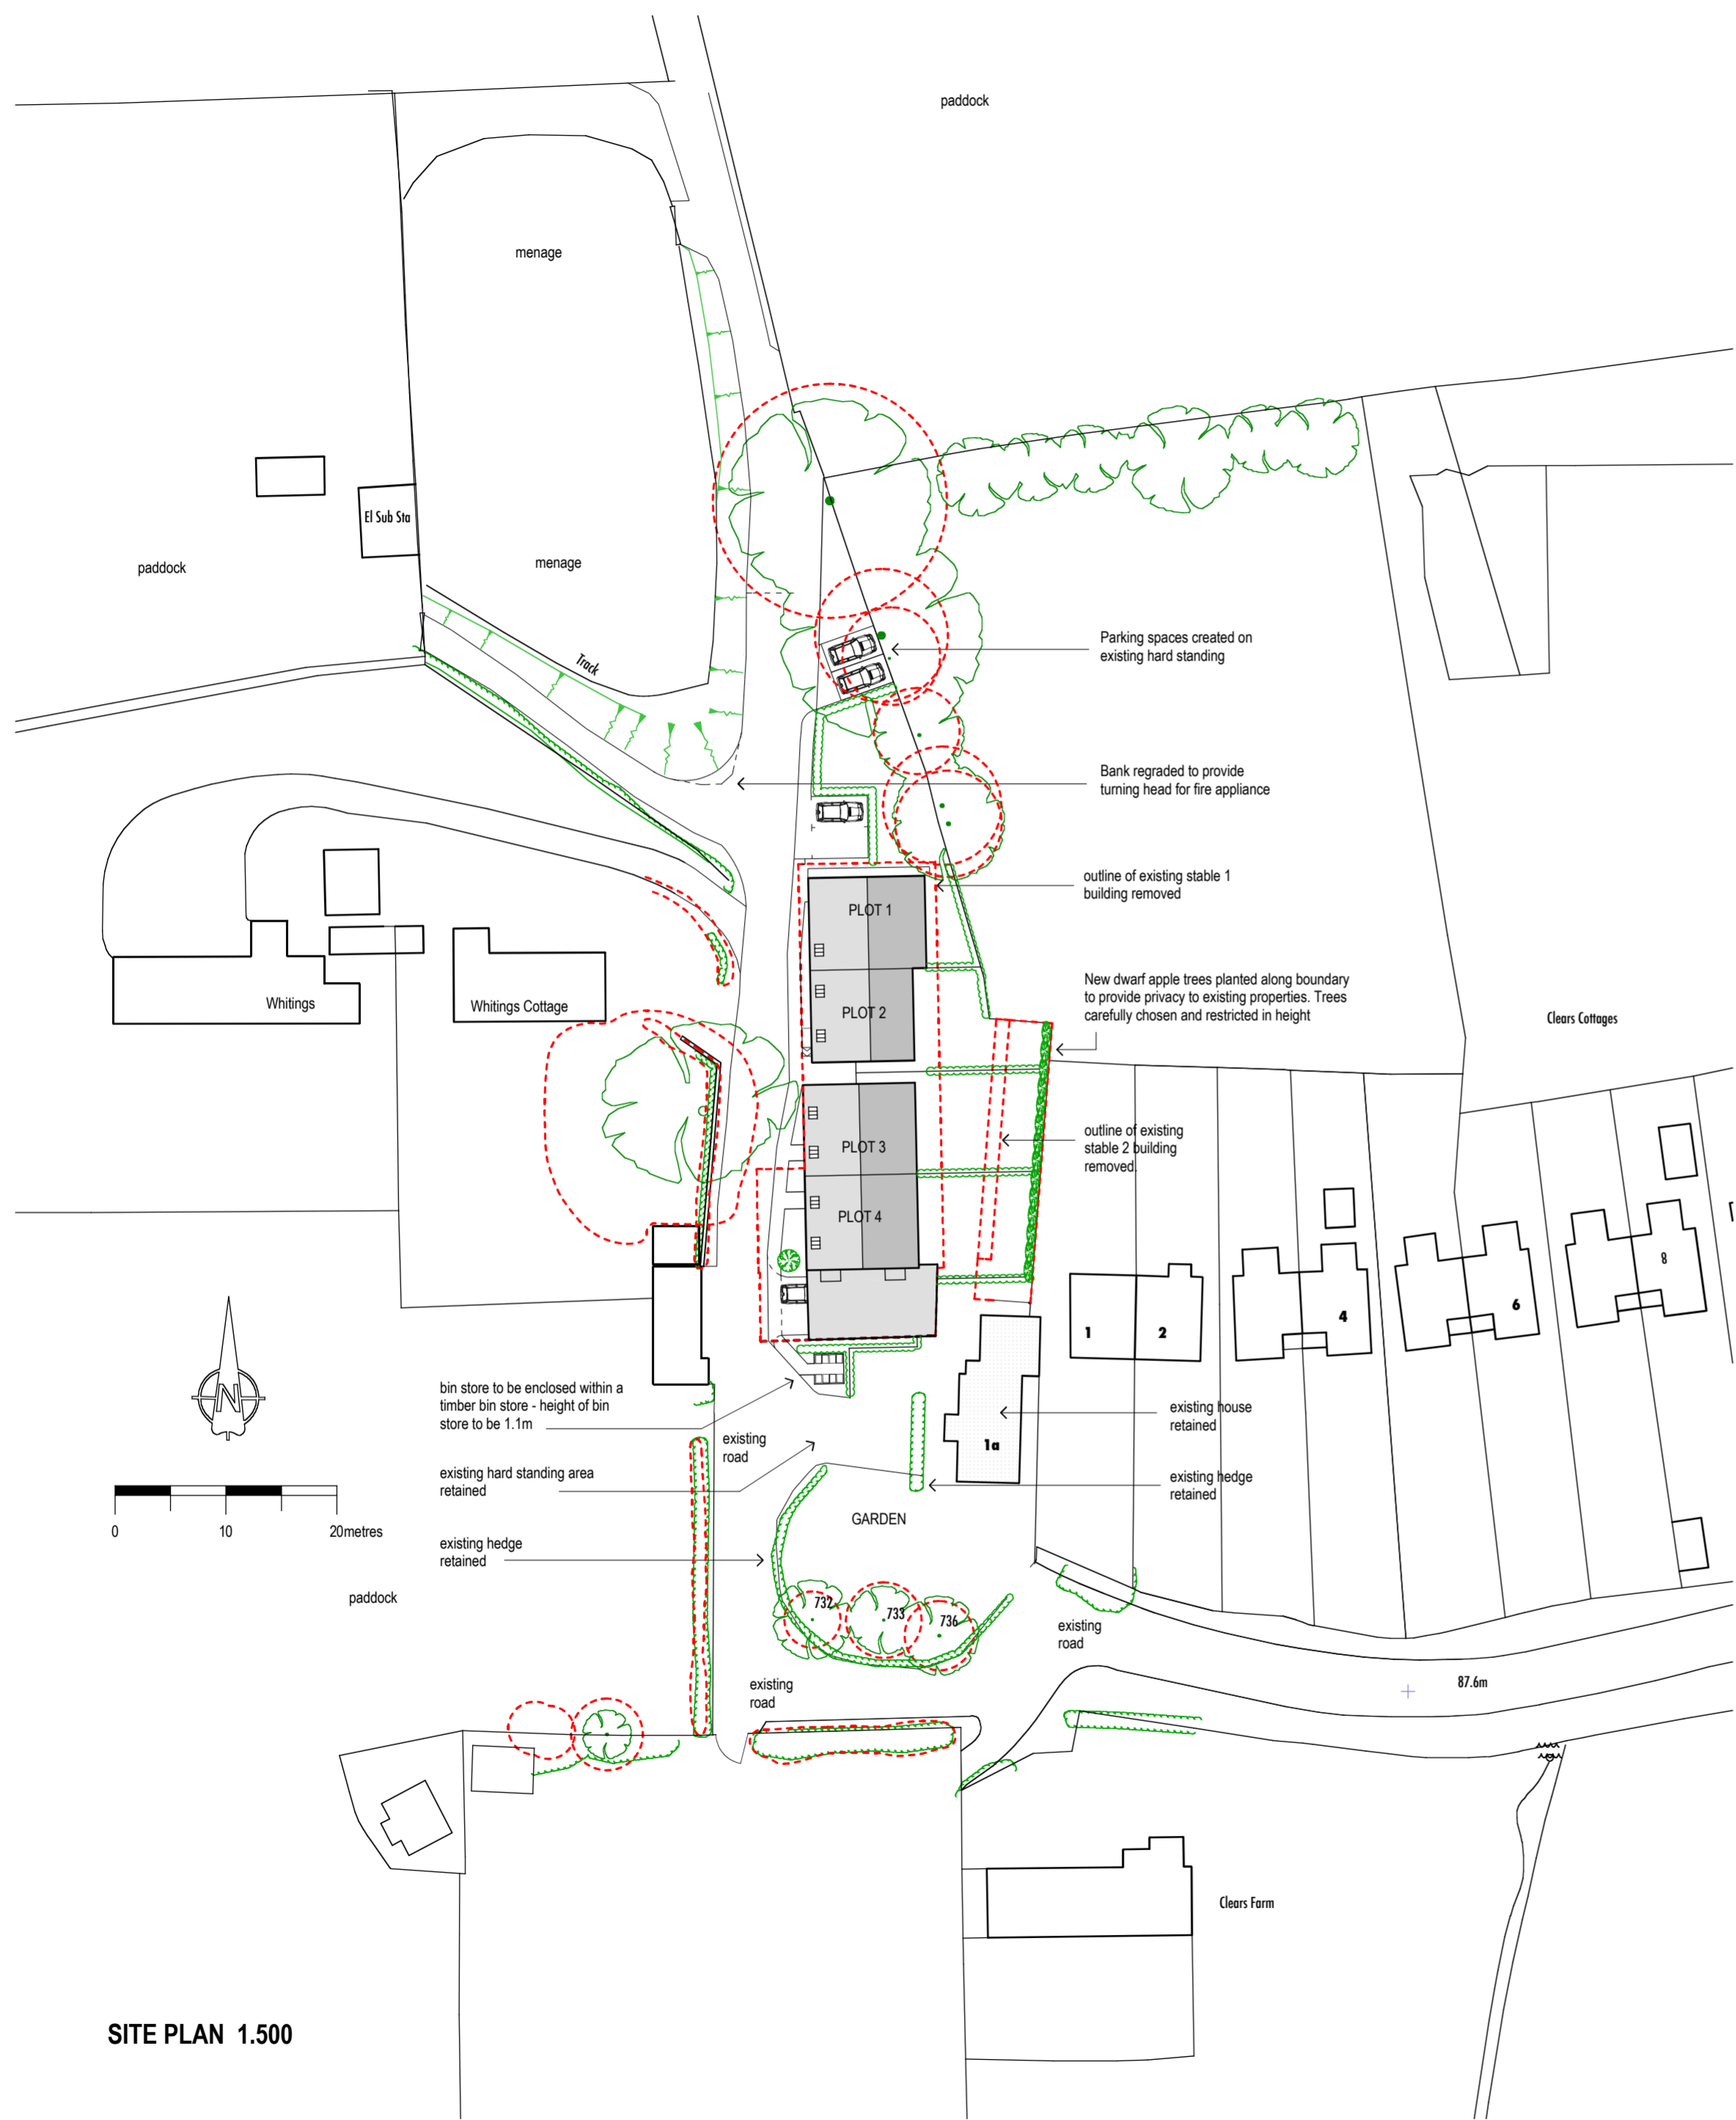 paddock
menage
El Sub Sta
paddock
menage
Track
Parking spaces created on
existing hard standing
Bank regraded to provide
turning head for fire appliance
outline of existing stable 1
building removed
PLOT 1
New dwarf apple trees planted along boundary
to provide privacy to existing properties. Trees
carefully chosen and restricted in height
Whitings
Whitings Cottage
PLOT 2
Clears Cottages
outline of existing
stable 2 building
removed.
PLOT 3
PLOT 4
8
6
4
1
2
N
bin store to be enclosed within a
timber bin store - height of bin
store to be 1.1m
existing house
retained
existing
road
1a
existing hard standing area
retained
existing hedge
retained
GARDEN
0
10
20metres
existing hedge
retained
paddock
732
733
736
existing
road
existing
road
87.6m
Clears Farm
SITE PLAN 1.500